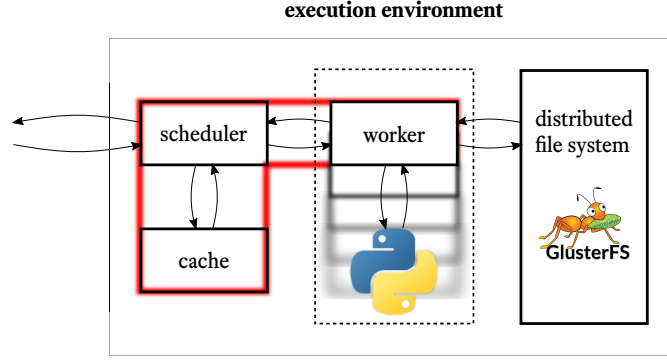 execution environment
scheduler
worker
distributed
file system
cache
GlusterFS